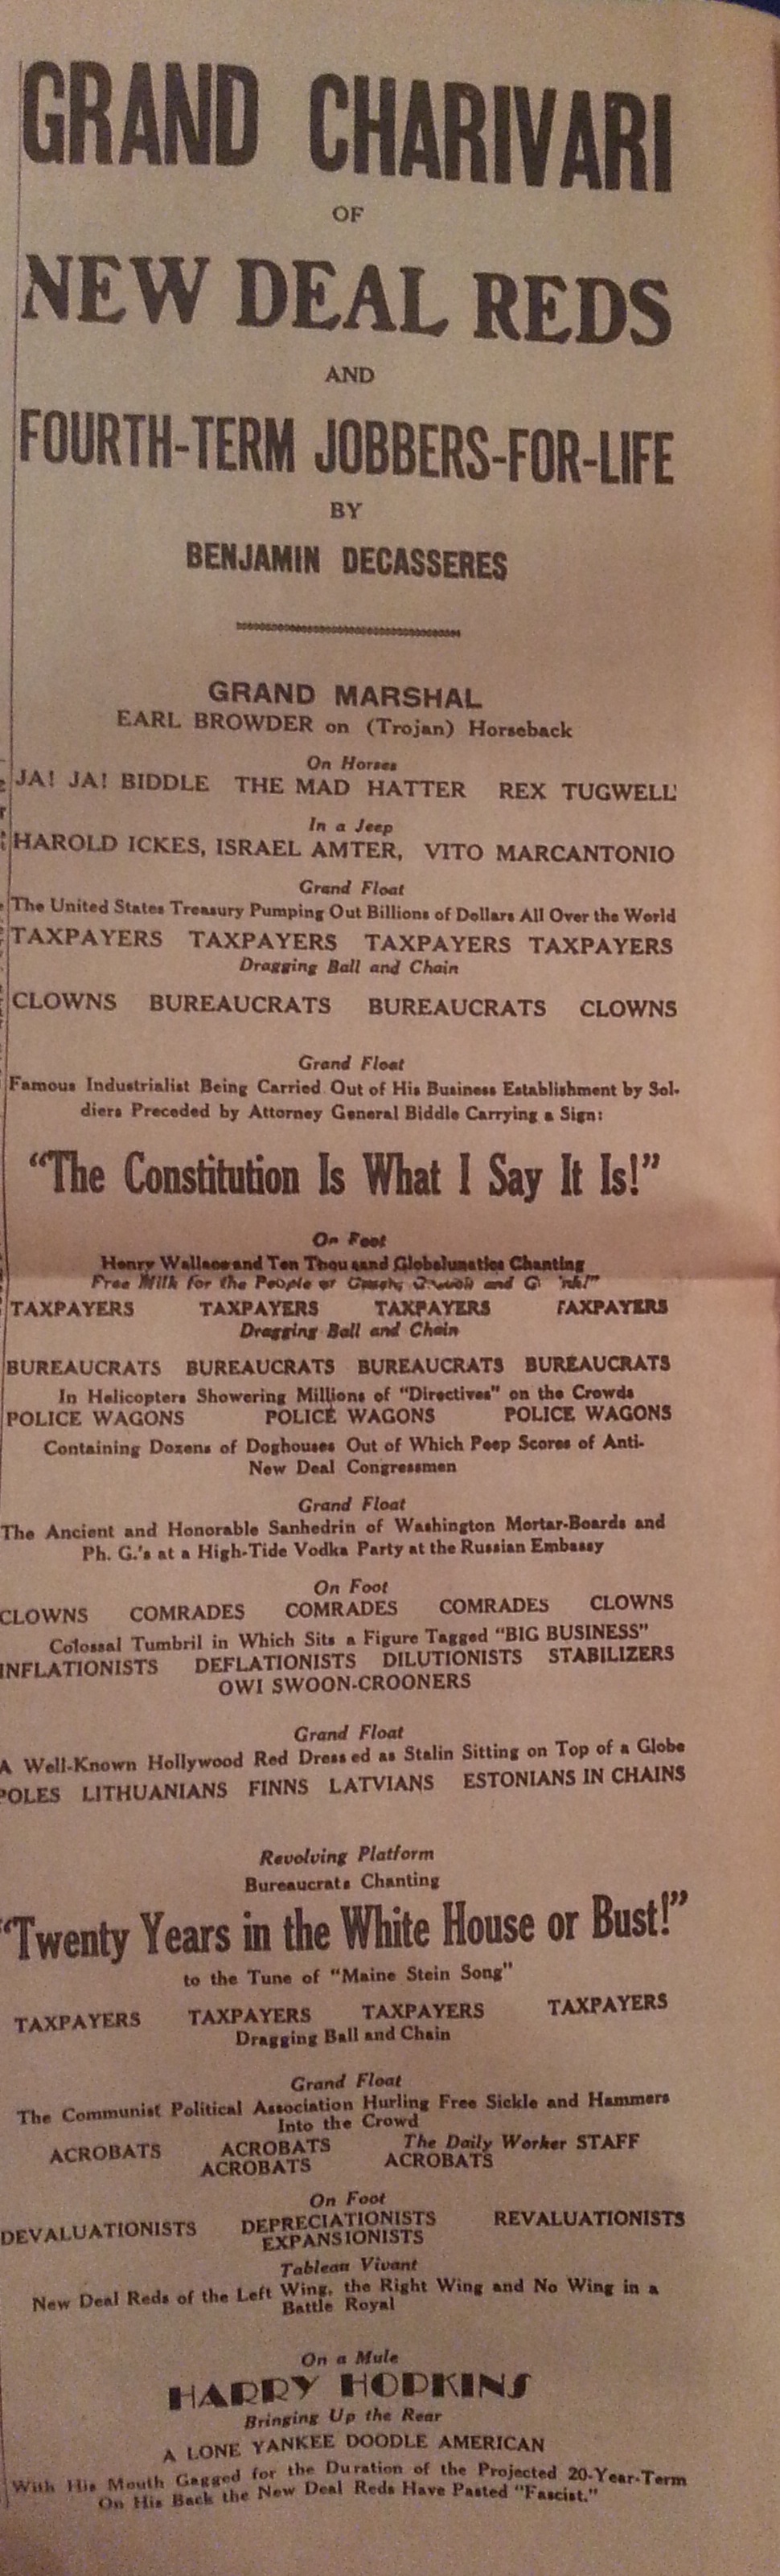 GRAND CHARIVARI
OF
NEW DEAL REDS
AND
FOURTH-TERM JOBBERS-FOR-LIFE
BY
BENJAMIN DECASSERES
GRAND MARSHAL
EARL BROWDER on (Trojan) Horseback
On Horses
JA! JA! BIDDLE THE MAD HATTER REX TUGWELL
In a Jeep
HAROLD ICKES, ISRAEL AMTER, VITO MARCANTONIO
Grand Float
The United States Treasury Pumping Out Billions of Dollars All Over the World
TAXPAYERS TAXPAYERS TAXPAYERS TAXPAYERS
Dragging Ball and Chain
CLOWNS BUREAUCRATS BUREAUCRATS CLOWNS
Grand Float
Famous Industrialist Being Carried Out of His Business Establishment by Sol-
diers Preceded by Attorney General Biddle Carrying a Sign:
"The Constitution Is What I Say It Is!"
On Foot
Henry Wallace and Ten Thousand Globalunatics Chanting
Free Milk for the People of and
TAXPAYERS TAXPAYERS TAXPAYERS TAXPAYERS
Dragging Ball and Chain
BUREAUCRATS BUREAUCRATS BUREAUCRATS BUREAUCRATS
In Helicopters Showering Millions of "Directives" on the Crowds
POLICE WAGONS POLICE WAGONS POLICE WAGONS
Containing Dozens of Doghouses Out of Which Peep Scores of Anti-
New Deal Congressmen
Grand Float
The Ancient and Honorable Sanhedrin of Washington Mortar-Boards and
Ph. G.'s at a High-Tide Vodka Party at the Russian Embassy
On Foot
CLOWNS COMRADES COMRADES COMRADES CLOWNS
Colossal Tumbril in Which Sits a Figure Tagged "BIG BUSINESS"
INFLATIONISTS DEFLATIONISTS DILUTIONISTS STABILIZERS
OWI SWOON-CROONERS
Grand Float
A Well-Known Hollywood Red Dressed as Stalin Sitting on Top of a Globe
POLES LITHUANIANS FINNS LATVIANS ESTONIANS IN CHAINS
Revolving Platform
Bureaucrats Chanting
"Twenty Years in the White House or Bust!"
to the Tune of "Maine Stein Song"
TAXPAYERS TAXPAYERS TAXPAYERS TAXPAYERS
Dragging Ball and Chain
Grand Float
The Communist Political Association Hurling Free Sickle and Hammers
Into the Crowd
ACROBATS ACROBATS The Daily Worker STAFF
ACROBATS ACROBATS
On Foot
DEVALUATIONISTS DEPRECIATIONISTS REVALUATIONISTS
EXPANSIONISTS
Tableau Vivant
New Deal Reds of the Left Wing, the Right Wing and No Wing in a
Battle Royal
On a Mule
HARRY HOPKINS
Bringing Up the Rear
A LONE YANKEE DOODLE AMERICAN
With His Mouth Gagged for the Duration of the Projected 20-Year-Term
On His Back the New Deal Reds Have Pasted "Fascist."